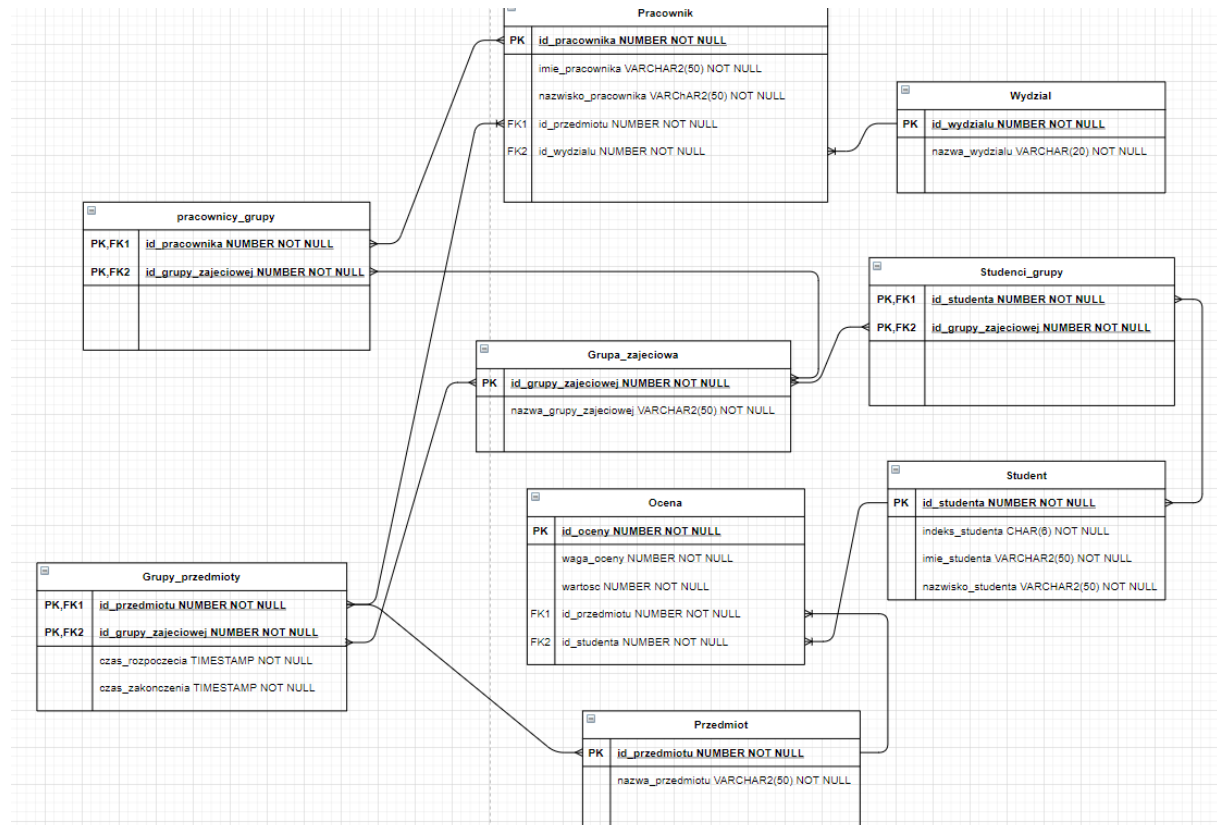 Pracownik
PK id_pracownika NUMBER NOT NULL
imie_pracownika VARCHAR2(50) NOT NULL
nazwisko_pracownika VARChAR2(50) NOT NULL
FK1 id_przedmiotu NUMBER NOT NULL
FK2 id_wydzialu NUMBER NOT NULL
Wydzial
PK id_wydzialu NUMBER NOT NULL
nazwa_wydzialu VARCHAR(20) NOT NULL
pracownicy_grupy
PK,FK1 id_pracownika NUMBER NOT NULL
PK,FK2 id_grupy_zajeciowej NUMBER NOT NULL
Studenci_grupy
PK,FK1 id_studenta NUMBER NOT NULL
PK,FK2 id_grupy_zajeciowej NUMBER NOT NULL
Grupa_zajeciowa
PK id_grupy_zajeciowej NUMBER NOT NULL
nazwa_grupy_zajeciowej VARCHAR2(50) NOT NULL
Student
PK id_studenta NUMBER NOT NULL
indeks_studenta CHAR(6) NOT NULL
imie_studenta VARCHAR2(50) NOT NULL
nazwisko_studenta VARCHAR2(50) NOT NULL
Ocena
PK id_oceny NUMBER NOT NULL
waga_oceny NUMBER NOT NULL
wartosc NUMBER NOT NULL
FK1 id_przedmiotu NUMBER NOT NULL
FK2 id_studenta NUMBER NOT NULL
Grupy_przedmioty
PK,FK1 id_przedmiotu NUMBER NOT NULL
PK,FK2 id_grupy_zajeciowej NUMBER NOT NULL
czas_rozpoczecia TIMESTAMP NOT NULL
czas_zakonczenia TIMESTAMP NOT NULL
Przedmiot
PK id_przedmiotu NUMBER NOT NULL
nazwa_przedmiotu VARCHAR2(50) NOT NULL